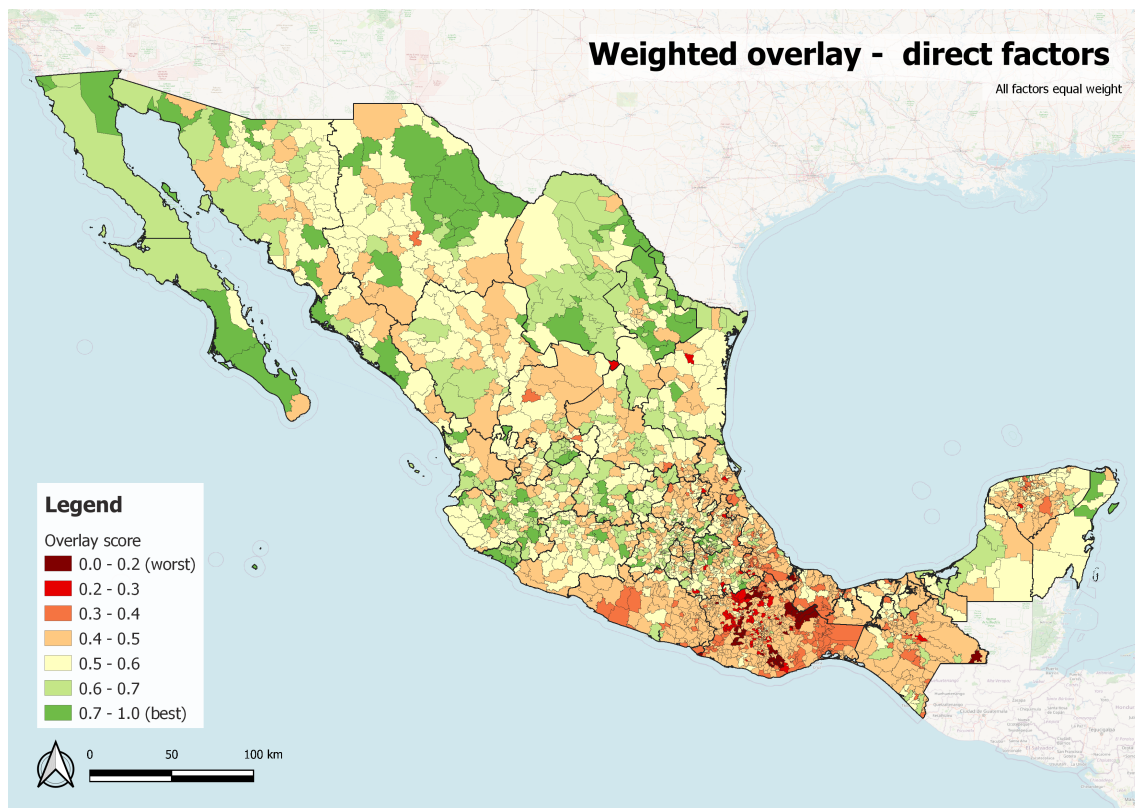 Weighted overlay -  direct factors
All factors equal weight
Legend
Overlay score
0.0 - 0.2 (worst)
0.2 - 0.3
0.3 - 0.4
0.4 - 0.5
0.5 - 0.6
0.6 - 0.7
0.7 - 1.0 (best)
0 50 100 km